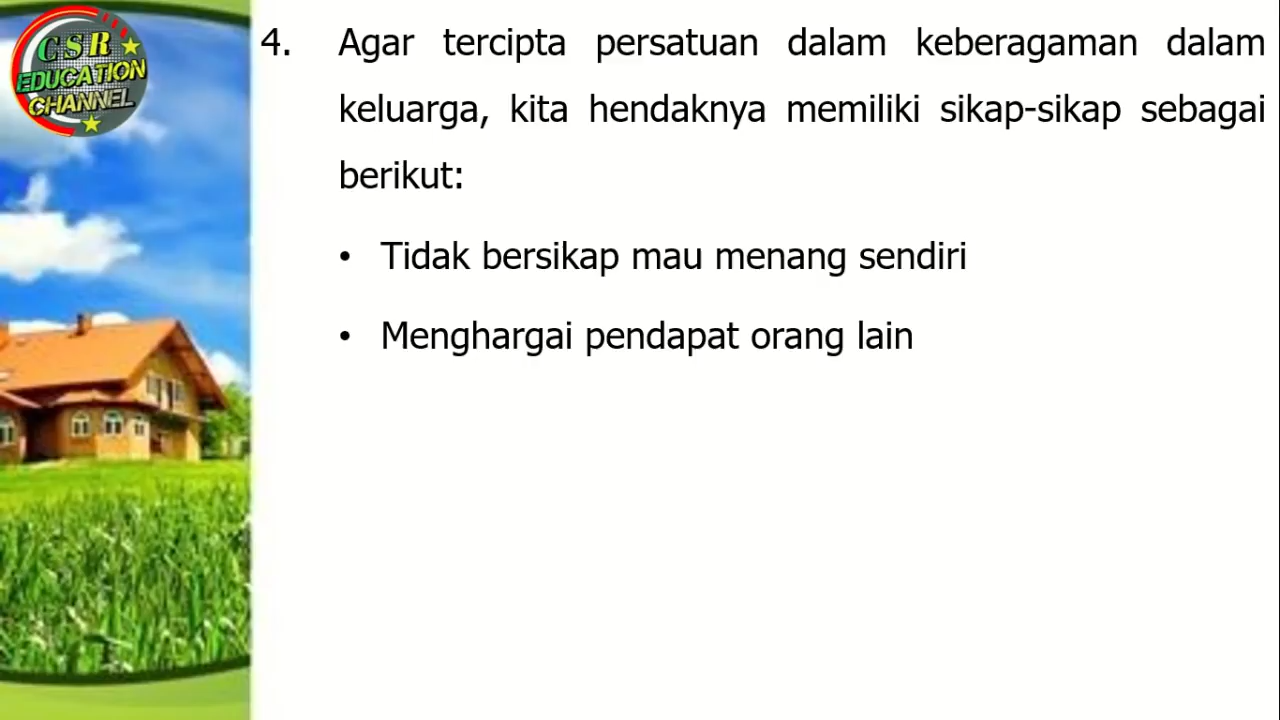 CSR
EDUCATION
CHANNEL
4. Agar tercipta persatuan dalam keberagaman dalam
keluarga, kita hendaknya memiliki sikap-sikap sebagai
berikut:
• Tidak bersikap mau menang sendiri
• Menghargai pendapat orang lain